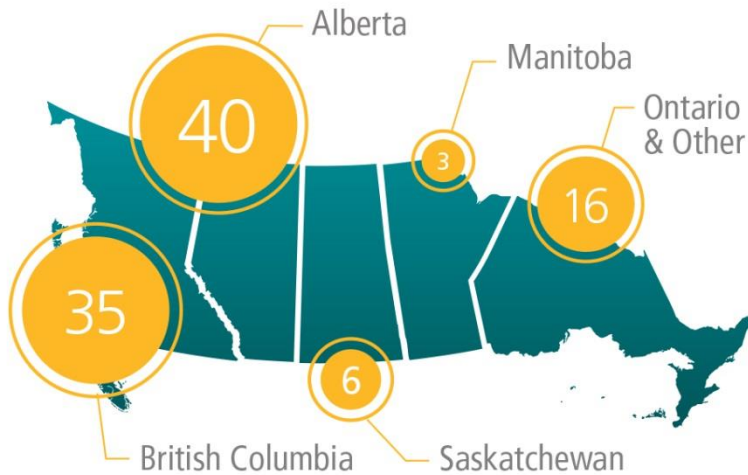 Alberta
40
Manitoba
3
Ontario
& Other
16
35
British Columbia
6
Saskatchewan